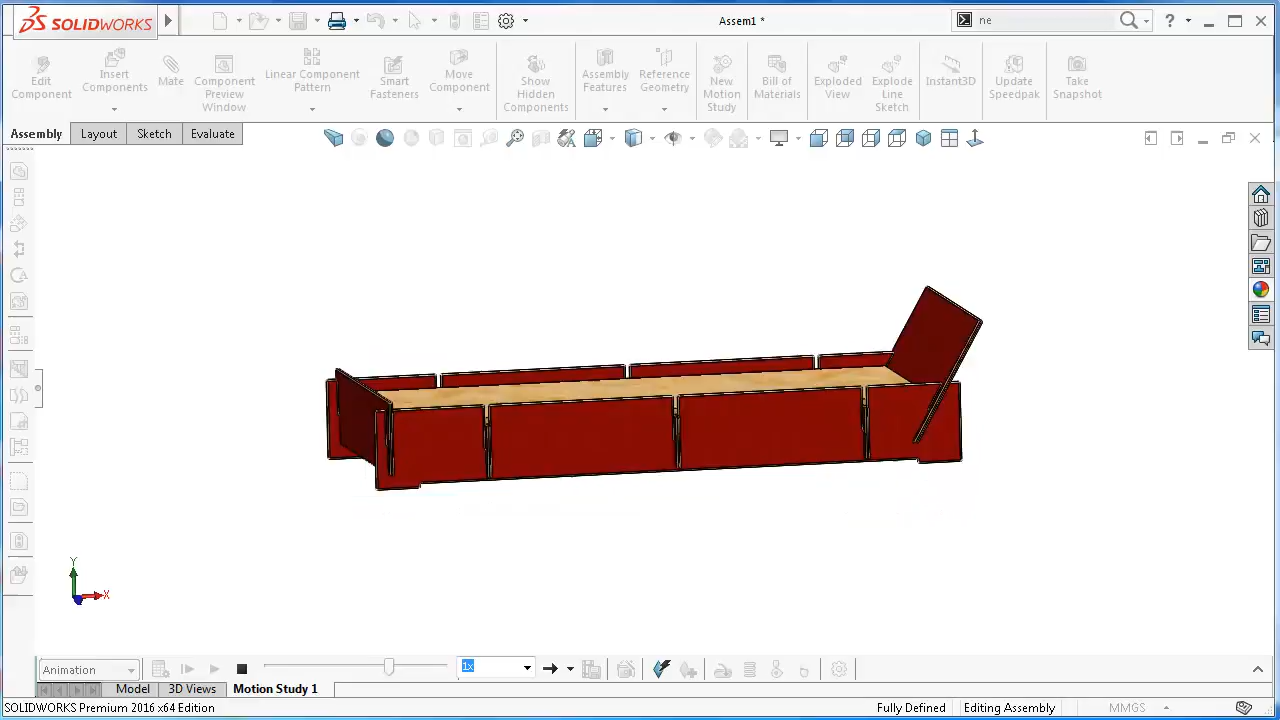 SOLIDWORKS
Assem1 *
ne
Edit Component
Insert Components
Mate
Component Preview Window
Linear Component Pattern
Smart Fasteners
Move Component
Show Hidden Components
Assembly Features
Reference Geometry
New Motion Study
Bill of Materials
Exploded View
Explode Line Sketch
Instant3D
Update Speedpak
Take Snapshot
Assembly Layout Sketch Evaluate
Y
X
Animation
1x
Model 3D Views Motion Study 1
SOLIDWORKS Premium 2016 x64 Edition
Fully Defined Editing Assembly MMGS